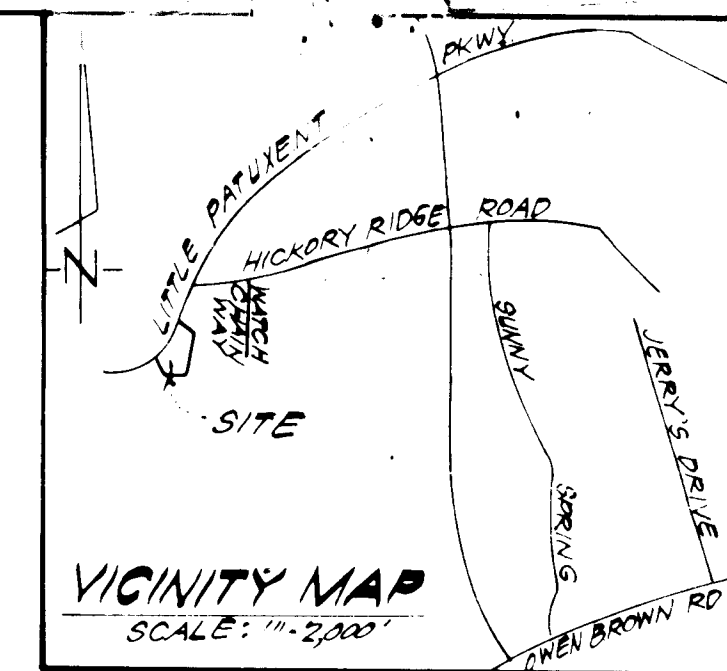 PKWY
LITTLE PATUXENT
HICKORY RIDGE ROAD
WATCH
CHAIN
WAY
SUNNY
SPRING
JERRY'S DRIVE
N
SITE
VICINITY MAP
SCALE: 1"=2,000'
OWEN BROWN RD